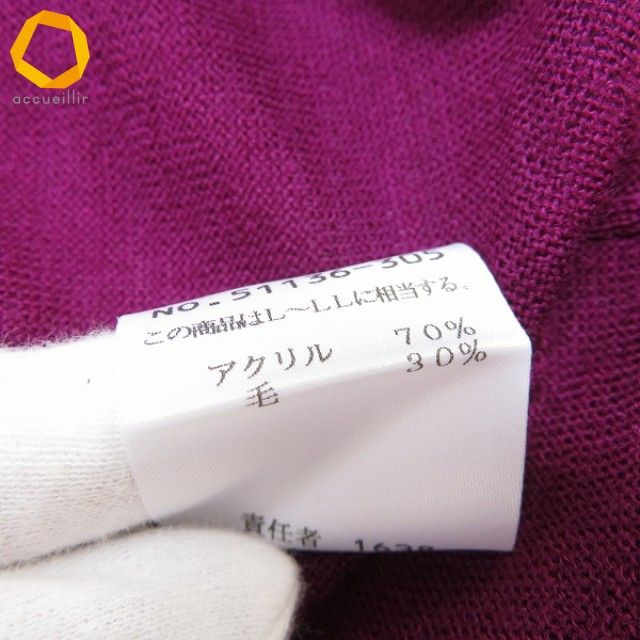 accueillir
NO.51136-305
この商品はL〜LLに相当する。
アクリル 70%
毛 30%
責任者